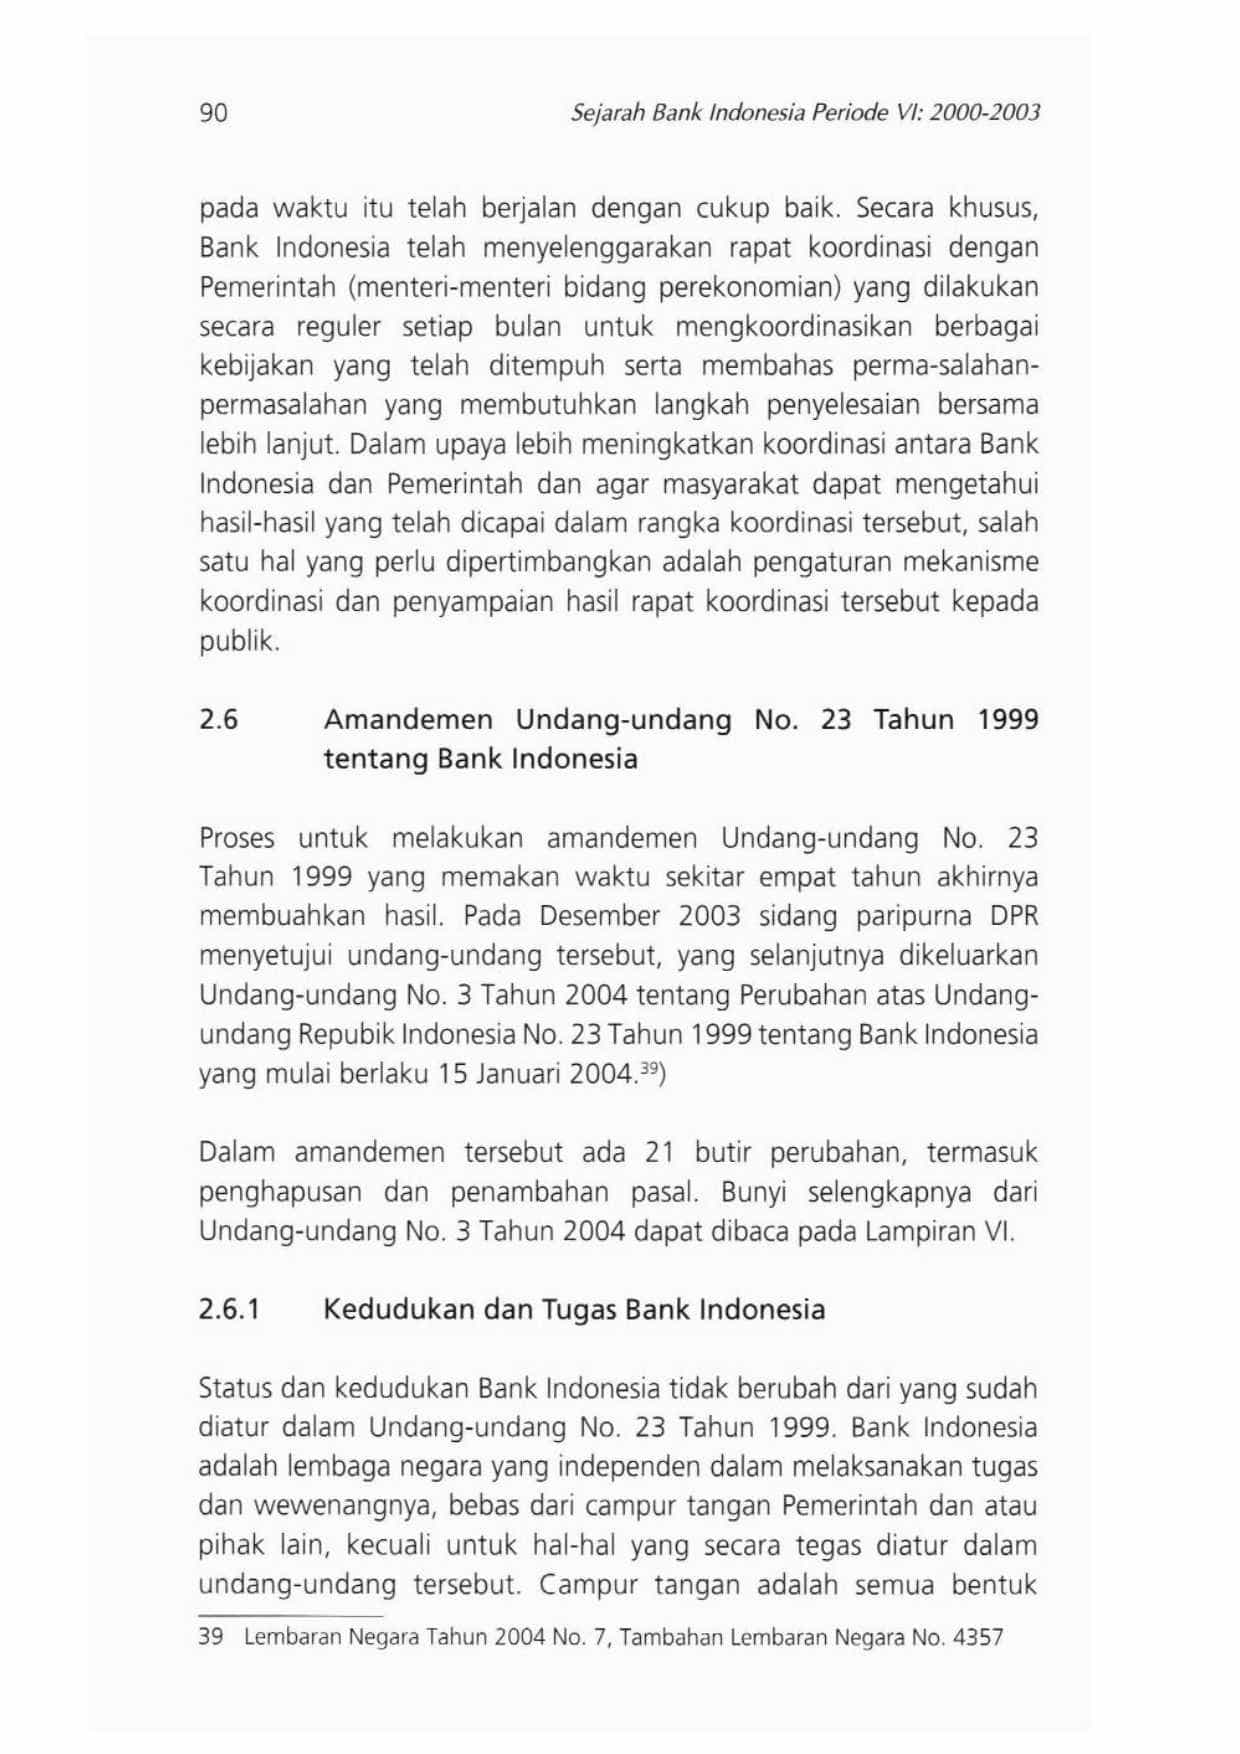 90
Sejarah Bank Indonesia Periode VI: 2000-2003
pada waktu itu telah berjalan dengan cukup baik. Secara khusus,
Bank Indonesia telah menyelenggarakan rapat koordinasi dengan
Pemerintah (menteri-menteri bidang perekonomian) yang dilakukan
secara reguler setiap bulan untuk mengkoordinasikan berbagai
kebijakan yang telah ditempuh serta membahas perma-salahan-
permasalahan yang membutuhkan langkah penyelesaian bersama
lebih lanjut. Dalam upaya lebih meningkatkan koordinasi antara Bank
Indonesia dan Pemerintah dan agar masyarakat dapat mengetahui
hasil-hasil yang telah dicapai dalam rangka koordinasi tersebut, salah
satu hal yang perlu dipertimbangkan adalah pengaturan mekanisme
koordinasi dan penyampaian hasil rapat koordinasi tersebut kepada
publik.
2.6 Amandemen Undang-undang No. 23 Tahun 1999
tentang Bank Indonesia
Proses untuk melakukan amandemen Undang-undang No. 23
Tahun 1999 yang memakan waktu sekitar empat tahun akhirnya
membuahkan hasil. Pada Desember 2003 sidang paripurna DPR
menyetujui undang-undang tersebut, yang selanjutnya dikeluarkan
Undang-undang No. 3 Tahun 2004 tentang Perubahan atas Undang-
undang Repubik Indonesia No. 23 Tahun 1999 tentang Bank Indonesia
yang mulai berlaku 15 Januari 2004.³⁹)
Dalam amandemen tersebut ada 21 butir perubahan, termasuk
penghapusan dan penambahan pasal. Bunyi selengkapnya dari
Undang-undang No. 3 Tahun 2004 dapat dibaca pada Lampiran VI.
2.6.1 Kedudukan dan Tugas Bank Indonesia
Status dan kedudukan Bank Indonesia tidak berubah dari yang sudah
diatur dalam Undang-undang No. 23 Tahun 1999. Bank Indonesia
adalah lembaga negara yang independen dalam melaksanakan tugas
dan wewenangnya, bebas dari campur tangan Pemerintah dan atau
pihak lain, kecuali untuk hal-hal yang secara tegas diatur dalam
undang-undang tersebut. Campur tangan adalah semua bentuk
39 Lembaran Negara Tahun 2004 No. 7, Tambahan Lembaran Negara No. 4357